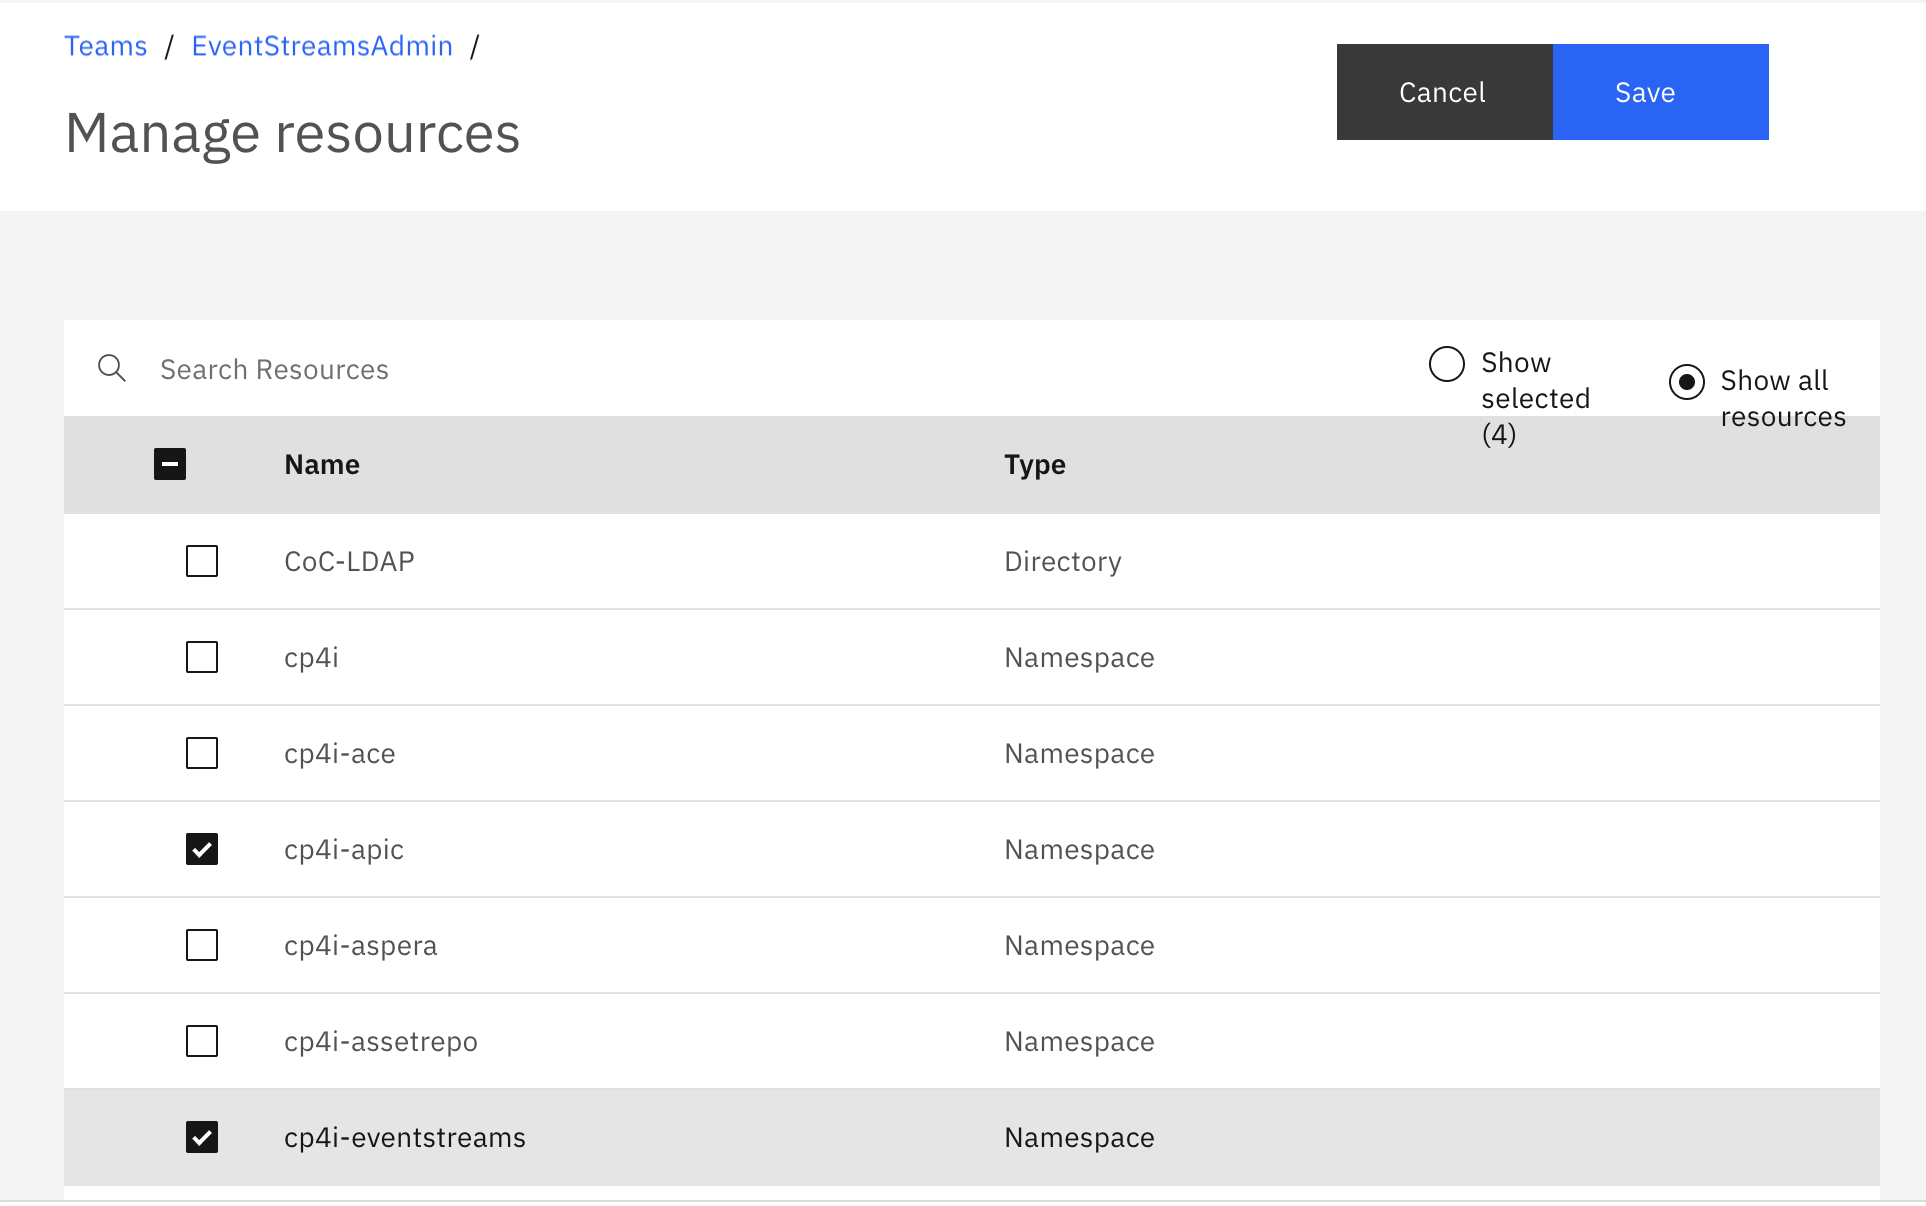 Teams / EventStreamsAdmin /
Manage resources
Cancel
Save
Search Resources
Show
selected
(4)
Show all
resources
Name Type
CoC-LDAP Directory
cp4i Namespace
cp4i-ace Namespace
cp4i-apic Namespace
cp4i-aspera Namespace
cp4i-assetrepo Namespace
cp4i-eventstreams Namespace